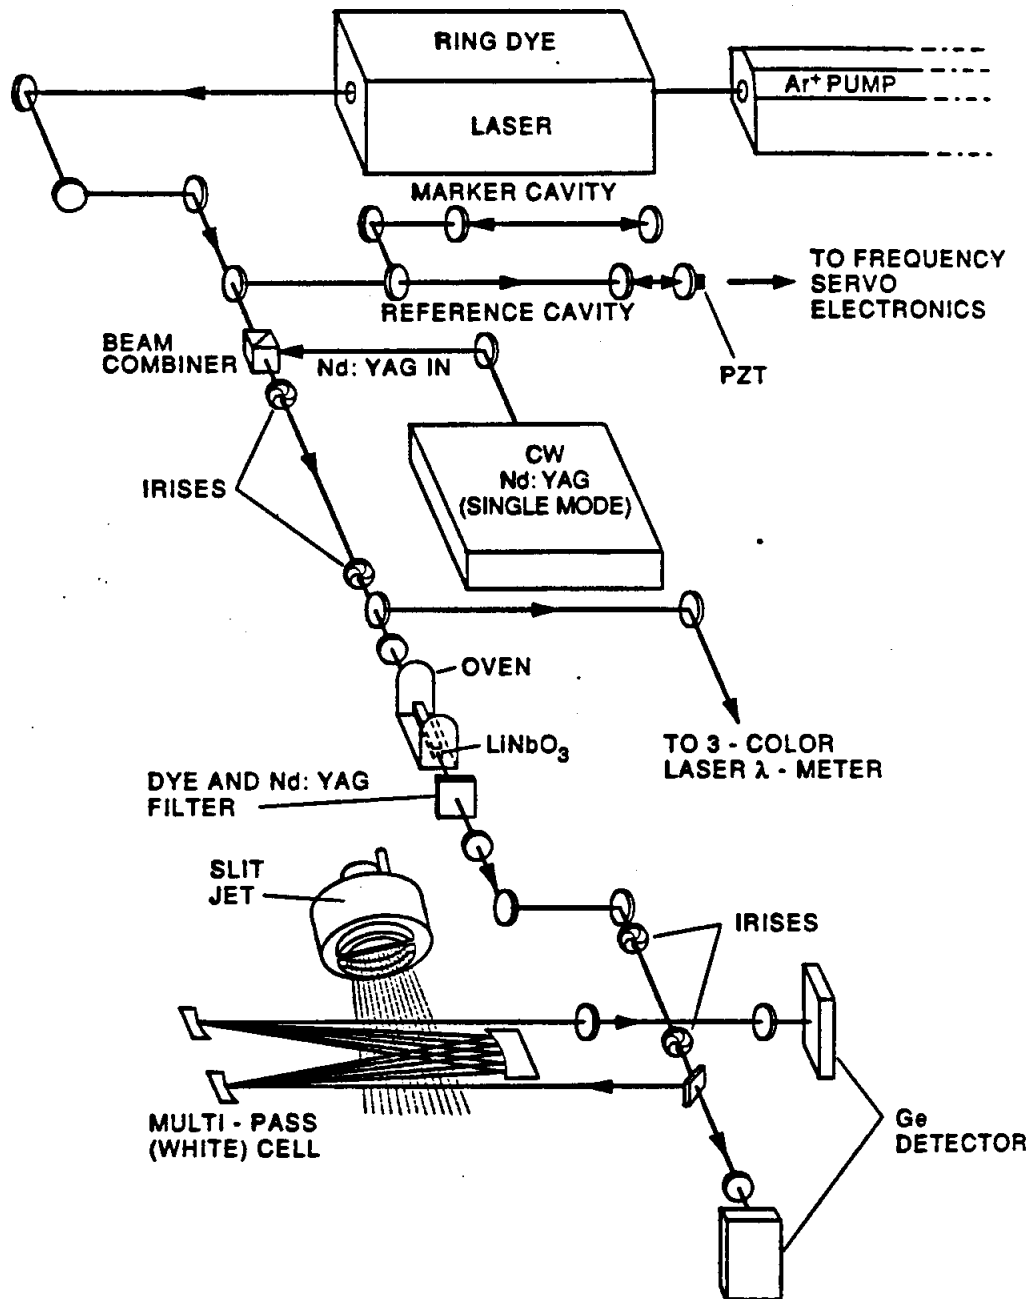 RING DYE
LASER
Ar+ PUMP
MARKER CAVITY
TO FREQUENCY
SERVO
ELECTRONICS
REFERENCE CAVITY
PZT
BEAM
COMBINER
Nd: YAG IN
CW
Nd: YAG
(SINGLE MODE)
IRISES
OVEN
LiNbO3
TO 3 - COLOR
LASER λ - METER
DYE AND Nd: YAG
FILTER
SLIT
JET
IRISES
MULTI - PASS
(WHITE) CELL
Ge
DETECTOR